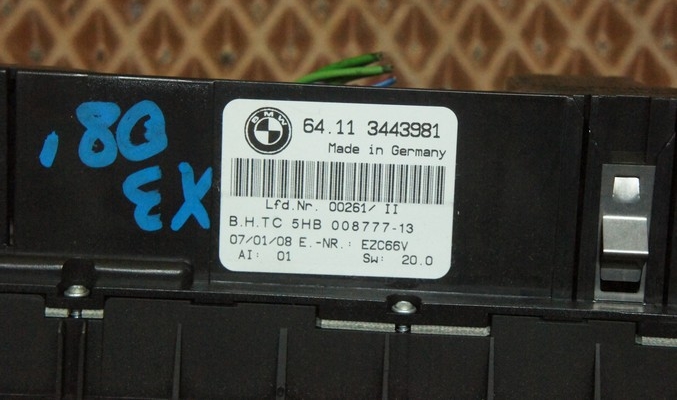 X3
08'
BMW
64.11 3443981
Made in Germany
Lfd.Nr. 00261/ II
B.H.TC 5HB 008777-13
07/01/08 E.-NR.: EZC66V
AI: 01 SW: 20.0